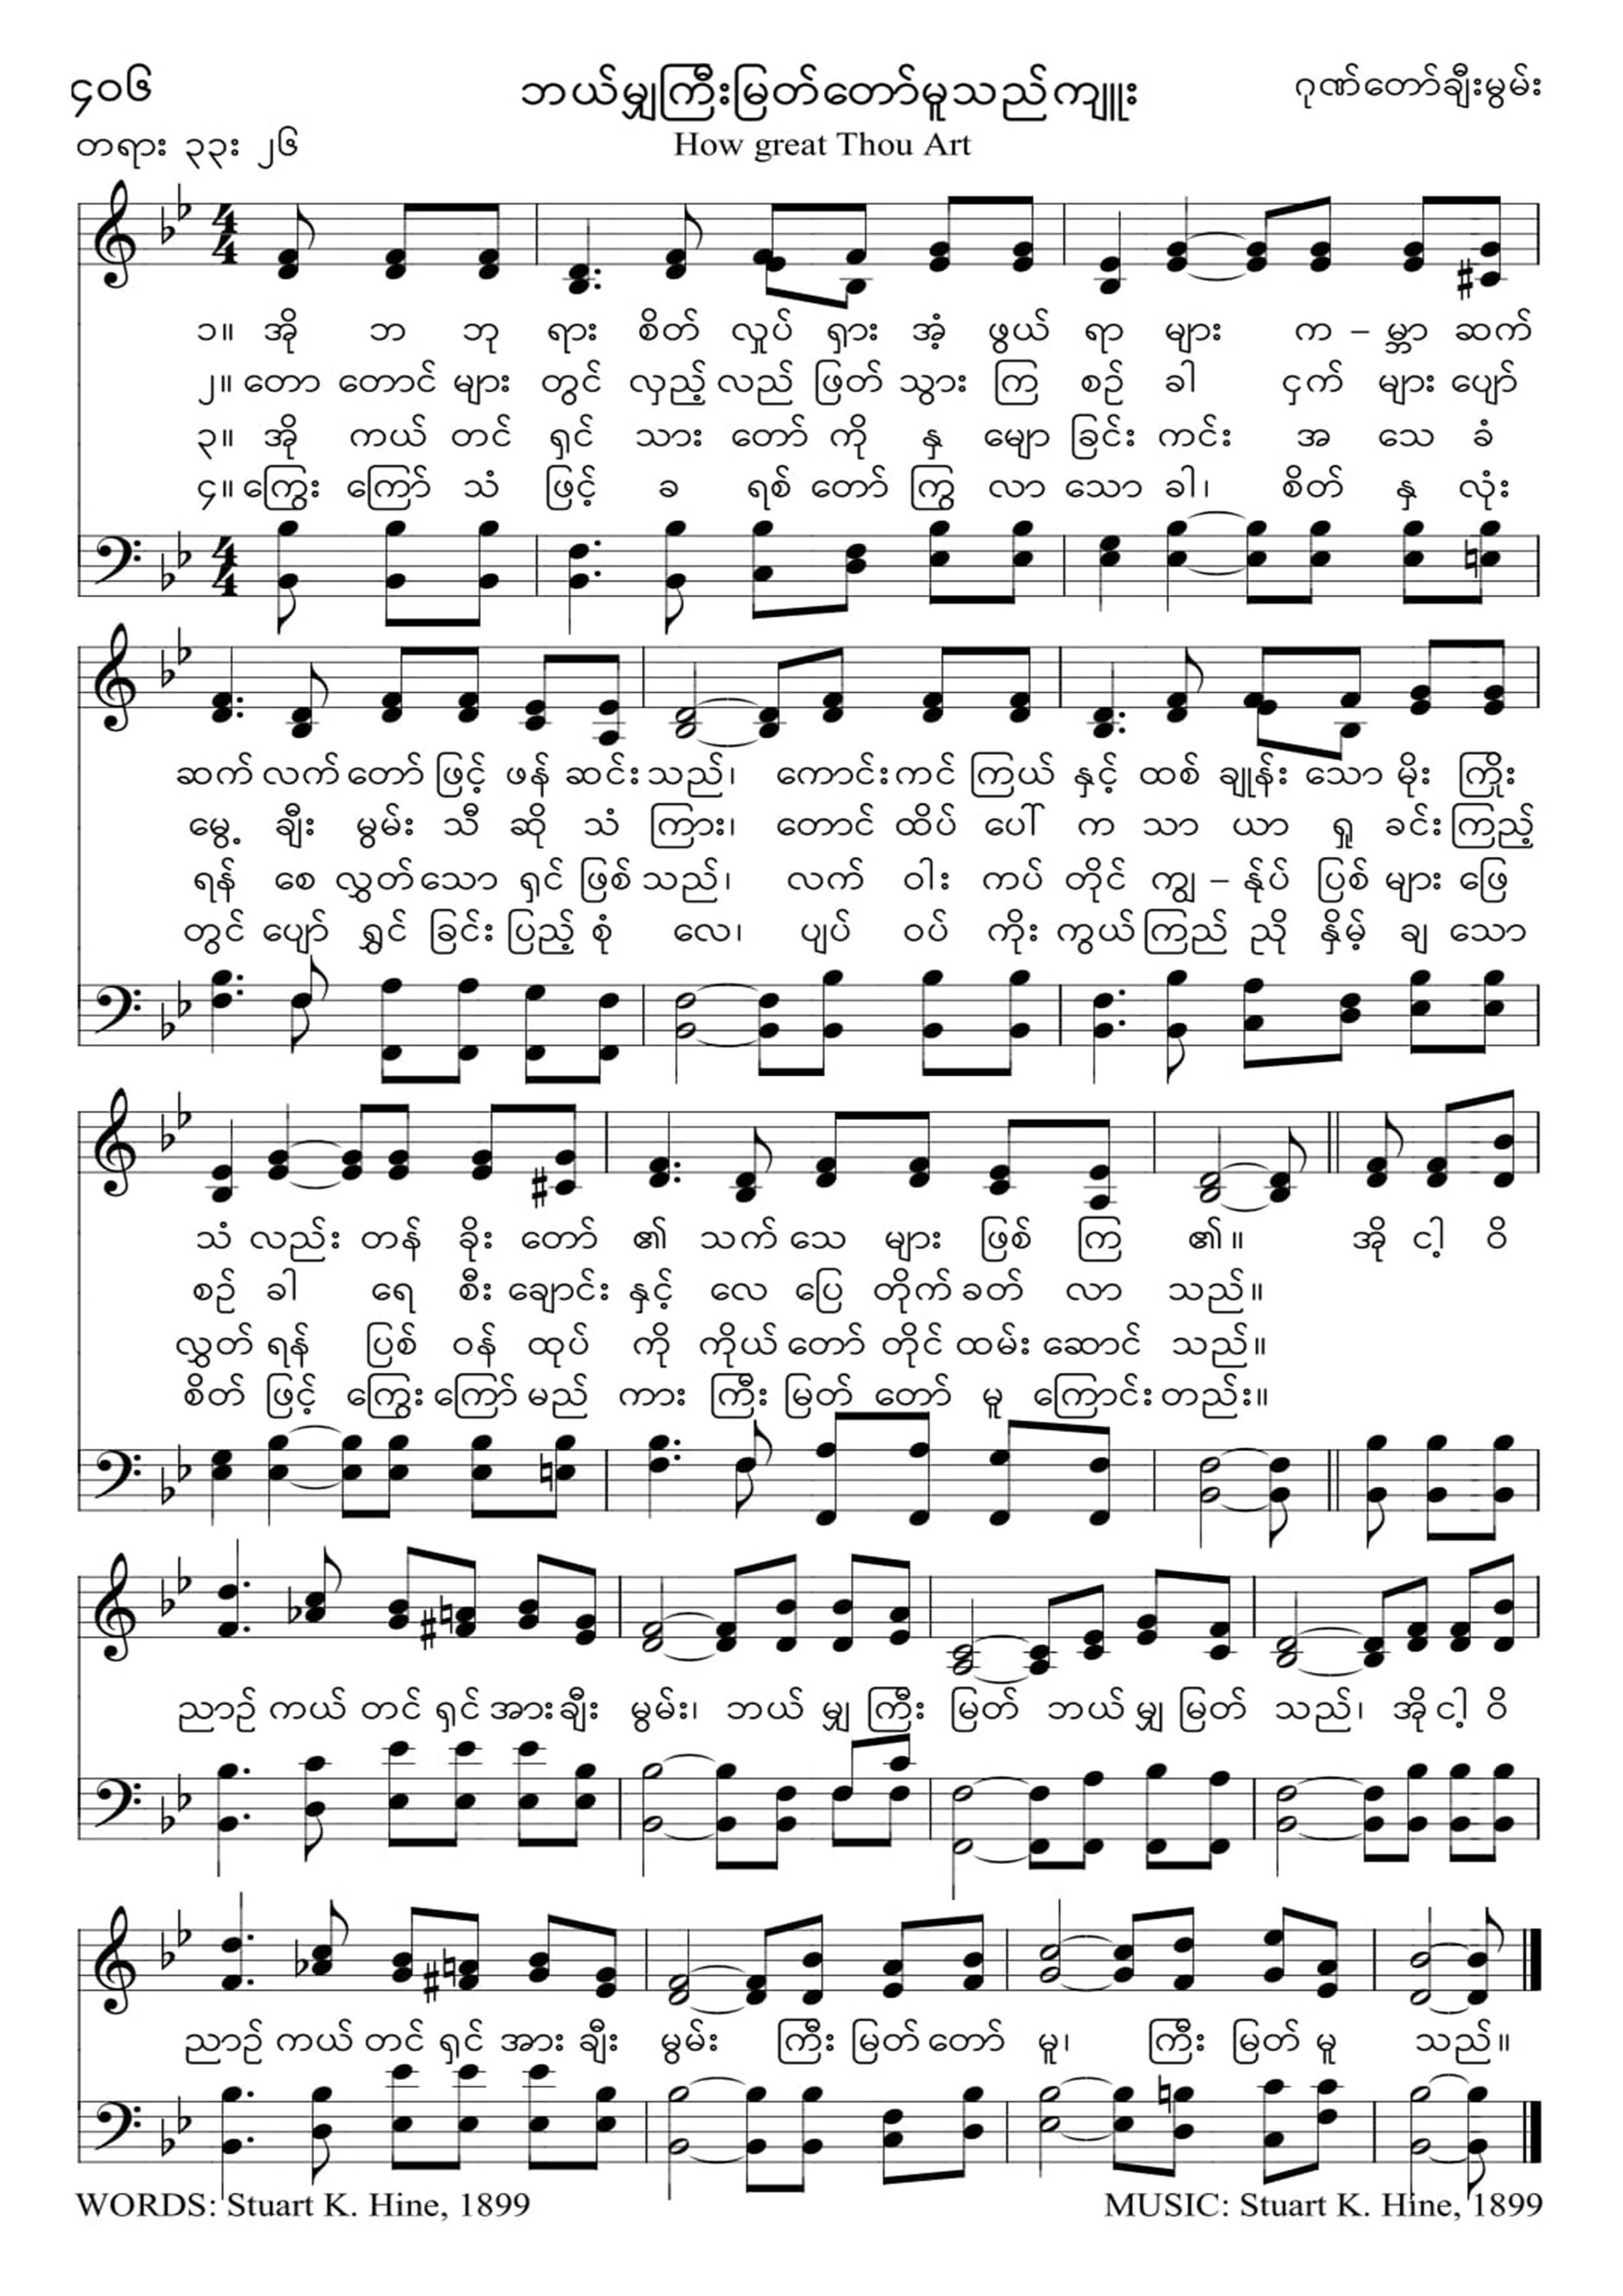 ၄၀၆
ဘယ်မျှကြီးမြတ်တော်မူသည်ကျူး
ဂုဏ်တော်ချီးမွမ်း
တရား ၃၃း ၂၆
How great Thou Art
၁။ အို ဘ ဘု ရား စိတ် လှုပ် ရှား အံ့ ဖွယ် ရာ များ က – မ္ဘာ ဆက်
၂။ တော တောင် များ တွင် လှည့် လည် ဖြတ် သွား ကြ စဉ် ခါ ငှက် များ ပျော်
၃။ အို ကယ် တင် ရှင် သား တော် ကို နှ မျော ခြင်း ကင်း အ သေ ခံ
၄။ ကြွေး ကြော် သံ ဖြင့် ခ ရစ် တော် ကြွ လာ သော ခါ၊ စိတ် နှ လုံး
ဆက် လက် တော် ဖြင့် ဖန် ဆင်း သည်၊ ကောင်း ကင် ကြယ် နှင့် ထစ် ချုန်း သော မိုး ကြိုး
မွေ့ ချီး မွမ်း သီ ဆို သံ ကြား၊ တောင် ထိပ် ပေါ် က သာ ယာ ရှု ခင်း ကြည့်
ရန် စေ လွှတ် သော ရှင် ဖြစ် သည်၊ လက် ဝါး ကပ် တိုင် ကျွ – န်ုပ် ပြစ် များ ဖြေ
တွင် ပျော် ရွှင် ခြင်း ပြည့် စုံ လေ၊ ပျပ် ဝပ် ကိုး ကွယ် ကြည် ညို နှိမ့် ချ သော
သံ လည်း တန် ခိုး တော် ၏ သက် သေ များ ဖြစ် ကြ ၏။ အို ငါ့ ဝိ
စဉ် ခါ ရေ စီး ချောင်း နှင့် လေ ပြေ တိုက် ခတ် လာ သည်။
လွှတ် ရန် ပြစ် ဝန် ထုပ် ကို ကိုယ် တော် တိုင် ထမ်း ဆောင် သည်။
စိတ် ဖြင့် ကြွေး ကြော် မည် ကား ကြီး မြတ် တော် မူ ကြောင်း တည်း။
ညာဉ် ကယ် တင် ရှင် အား ချီး မွမ်း၊ ဘယ် မျှ ကြီး မြတ် ဘယ် မျှ မြတ် သည်၊ အို ငါ့ ဝိ
ညာဉ် ကယ် တင် ရှင် အား ချီး မွမ်း ကြီး မြတ် တော် မူ၊ ကြီး မြတ် မူ သည်။
WORDS: Stuart K. Hine, 1899
MUSIC: Stuart K. Hine, 1899